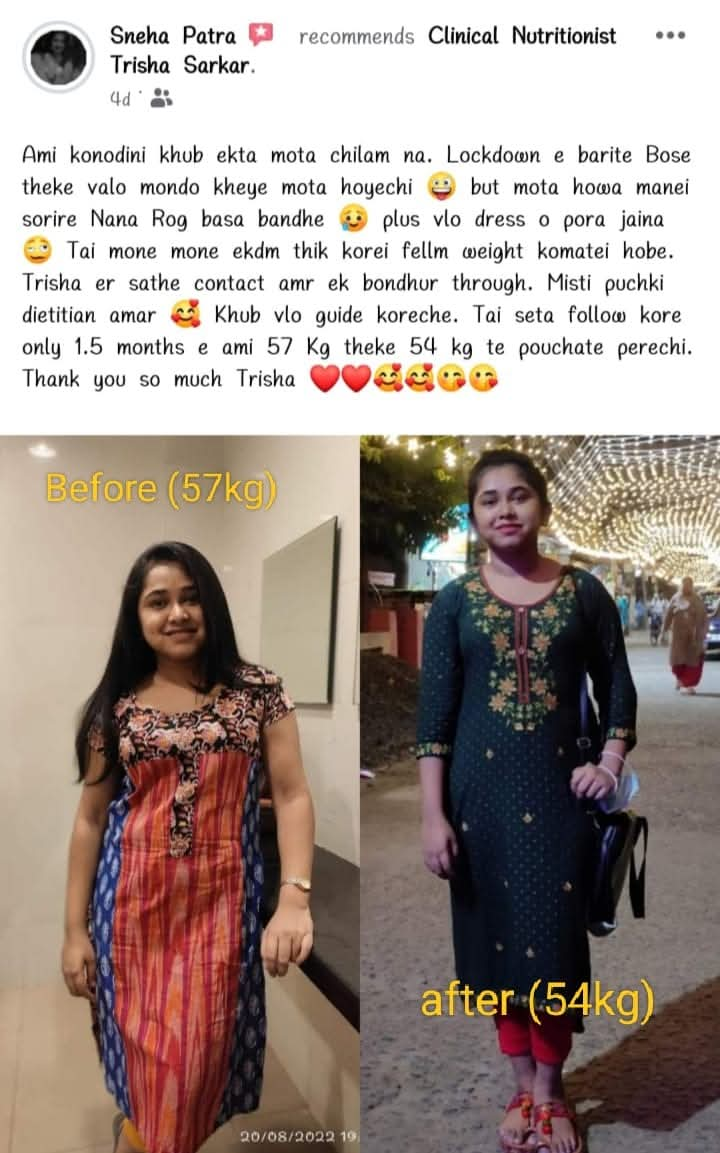 Sneha Patra recommends Clinical Nutritionist
Trisha Sarkar.
4d
Ami konodini khub ekta mota chilam na. Lockdown e barite Bose
theke valo mondo kheye mota hoyechi 🤪 but mota howa manei
sorire Nana Rog basa bandhe 🥲 plus vlo dress o pora jaina
🥴 Tai mone mone ekdm thik korei fellm weight komatei hobe.
Trisha er sathe contact amr ek bondhur through. Misti puchki
dietitian amar 🥰 Khub vlo guide koreche. Tai seta follow kore
only 1.5 months e ami 57 Kg theke 54 kg te pouchate perechi.
Thank you so much Trisha ❤️❤️🥰🥰😘😘
Before (57kg)
after (54kg)
20/08/2022 19